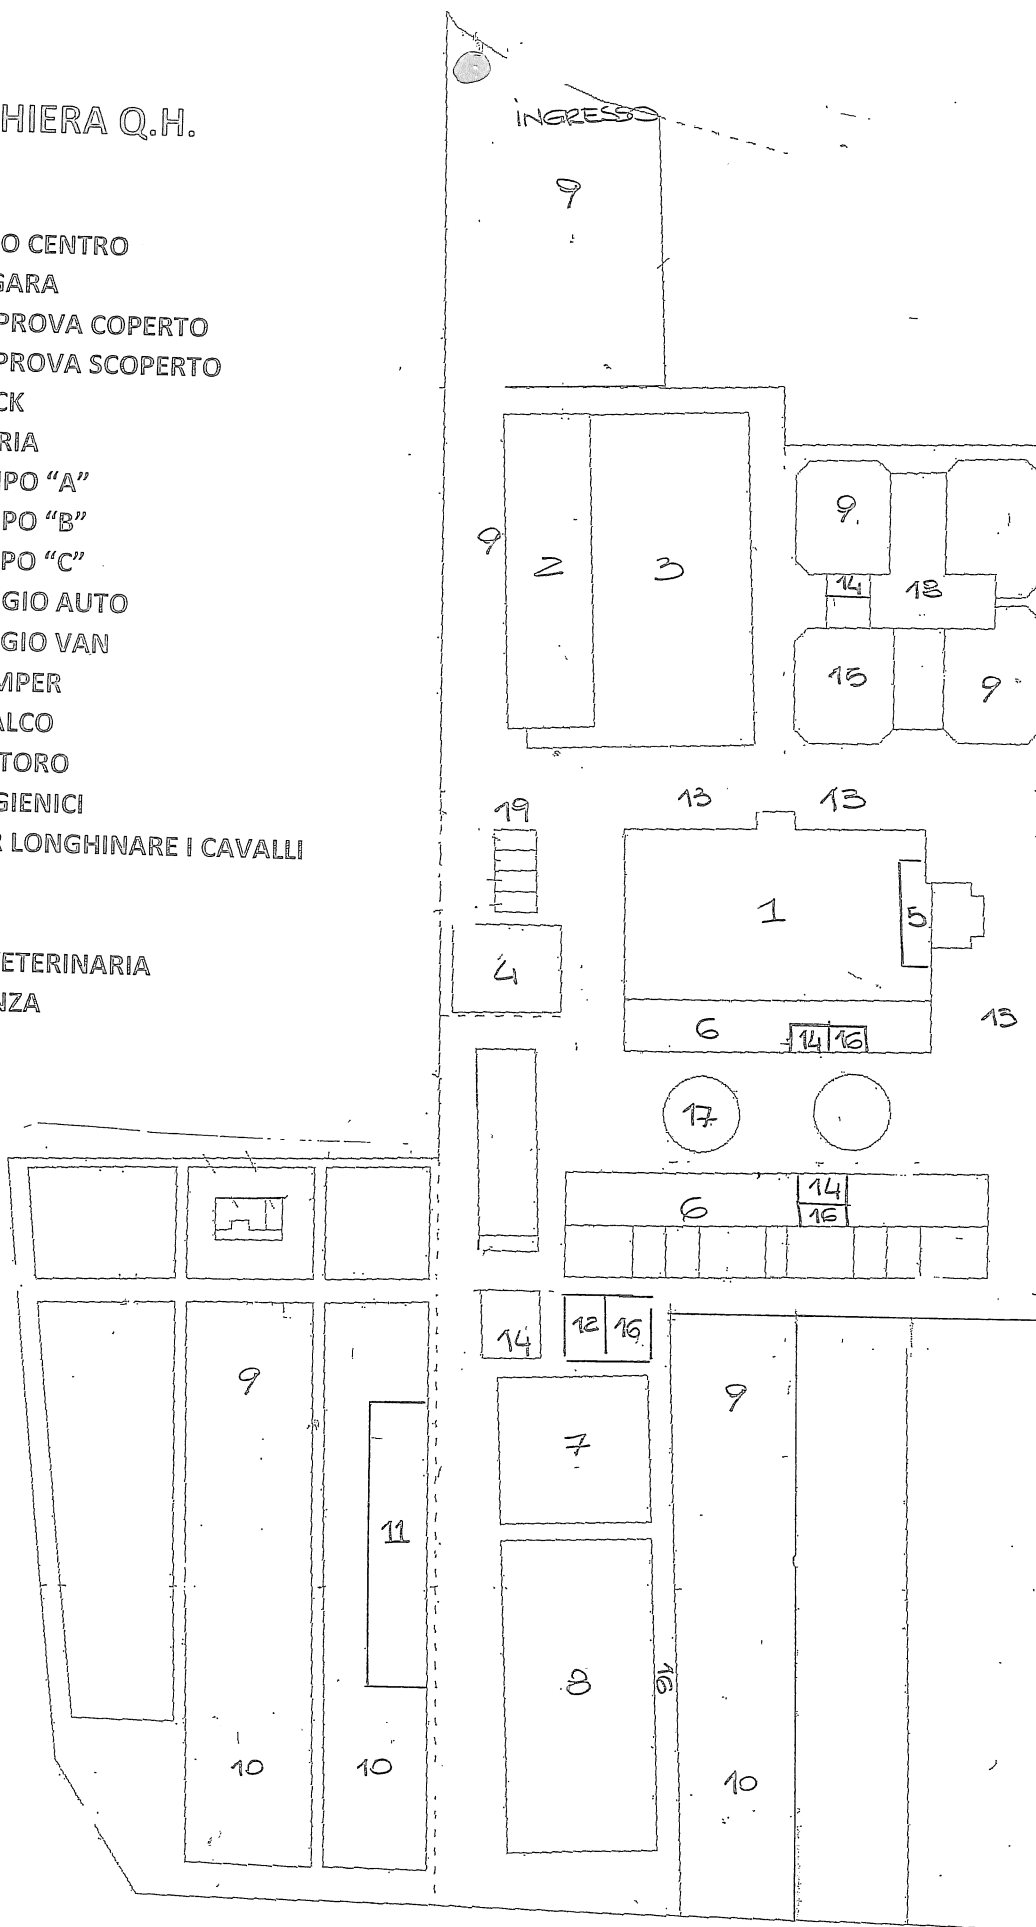 HIERA Q.H.
O CENTRO
GARA
PROVA COPERTO
PROVA SCOPERTO
CK
RIA
IPO “A”
PO “B”
PO “C”
GIO AUTO
GIO VAN
MPER
ALCO
TORO
GIENICI
R LONGHINARE I CAVALLI
ETERINARIA
NZA
INGRESSO
9
9
2
3
9
14
18
15
9
19
13
13
1
5
4
13
6
14
16
17
14
6
16
14
12
16
9
9
7
11
8
16
10
10
10